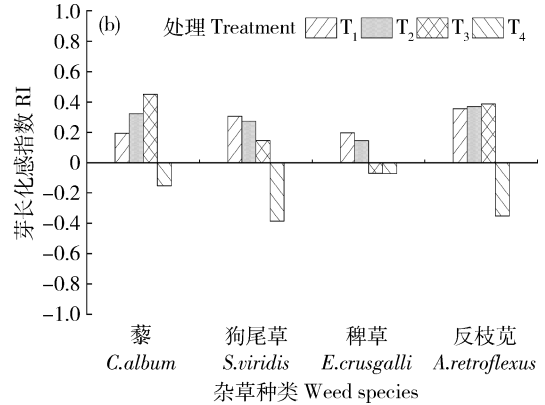 (b) 处理 Treatment T₁ T₂ T₃ T₄
1.0
0.8
0.6
0.4
0.2
0
-0.2
-0.4
-0.6
-0.8
-1.0
芽长化感指数 RI
藜 狗尾草 稗草 反枝苋
C.album S.viridis E.crusgalli A.retroflexus
杂草种类 Weed species